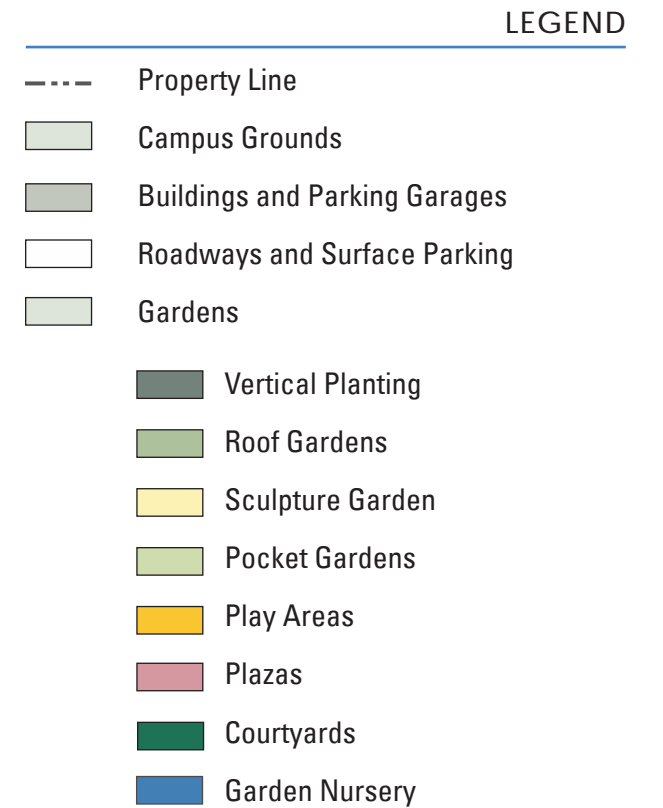 LEGEND
Property Line
Campus Grounds
Buildings and Parking Garages
Roadways and Surface Parking
Gardens
Vertical Planting
Roof Gardens
Sculpture Garden
Pocket Gardens
Play Areas
Plazas
Courtyards
Garden Nursery